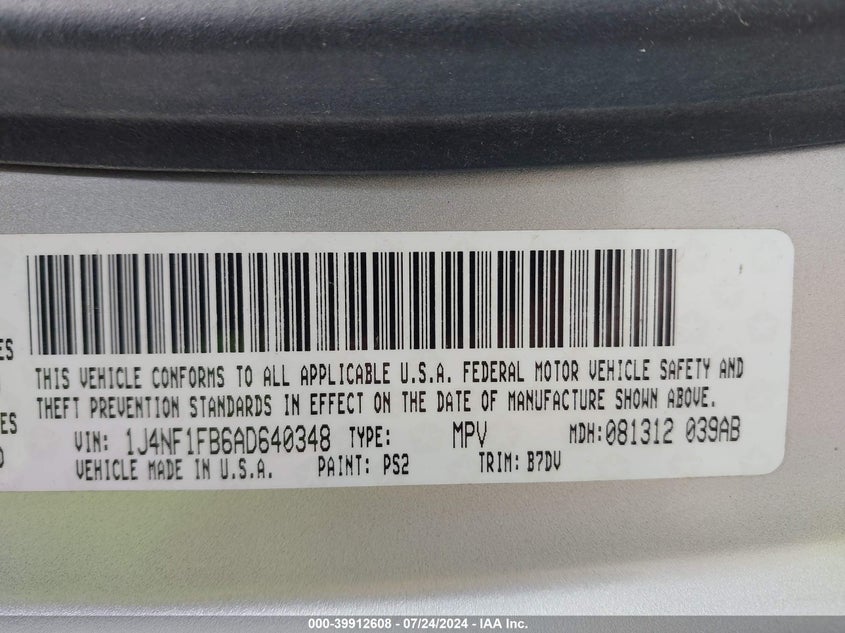 ES
THIS VEHICLE CONFORMS TO ALL APPLICABLE U.S.A. FEDERAL MOTOR VEHICLE SAFETY AND
THEFT PREVENTION STANDARDS IN EFFECT ON THE DATE OF MANUFACTURE SHOWN ABOVE.
ES
VIN: 1J4NF1FB6AD640348 TYPE: MPV MDH:081312 039AB
D
VEHICLE MADE IN U.S.A. PAINT: PS2 TRIM: B7DV
000-39912608 - 07/24/2024 - IAA Inc.